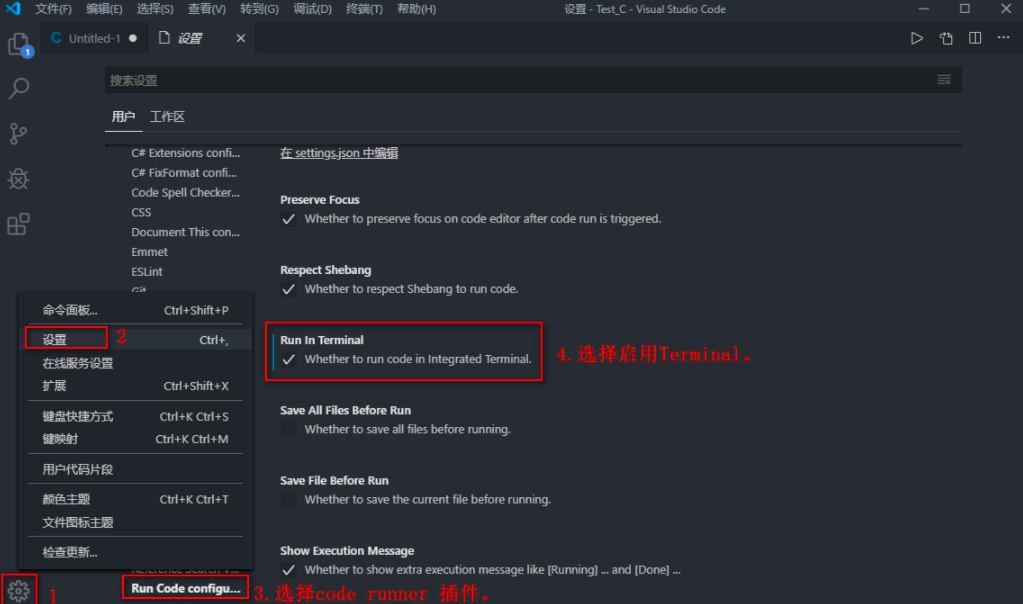 文件(F) 编辑(E) 选择(S) 查看(V) 转到(G) 调试(D) 终端(T) 帮助(H) 设置 - Test_C - Visual Studio Code
C Untitled-1 ● 设置
1
搜索设置
用户 工作区
C# Extensions confi...
在 settings.json 中编辑
C# FixFormat confi...
Code Spell Checker...
CSS
Document This con...
Emmet
ESLint
Git
Preserve Focus
Whether to preserve focus on code editor after code run is triggered.
Respect Shebang
Whether to respect Shebang to run code.
Run In Terminal
Whether to run code in Integrated Terminal.
4.选择启用Terminal。
Save All Files Before Run
Whether to save all files before running.
Save File Before Run
Whether to save the current file before running.
Show Execution Message
Whether to show extra execution message like [Running] ... and [Done] ...
命令面板... Ctrl+Shift+P
设置 2 Ctrl+,
在线服务设置
扩展 Ctrl+Shift+X
键盘快捷方式 Ctrl+K Ctrl+S
键映射 Ctrl+K Ctrl+M
用户代码片段
颜色主题 Ctrl+K Ctrl+T
文件图标主题
检查更新...
Reference Search V...
1 Run Code configu... 3.选择code runner 插件。